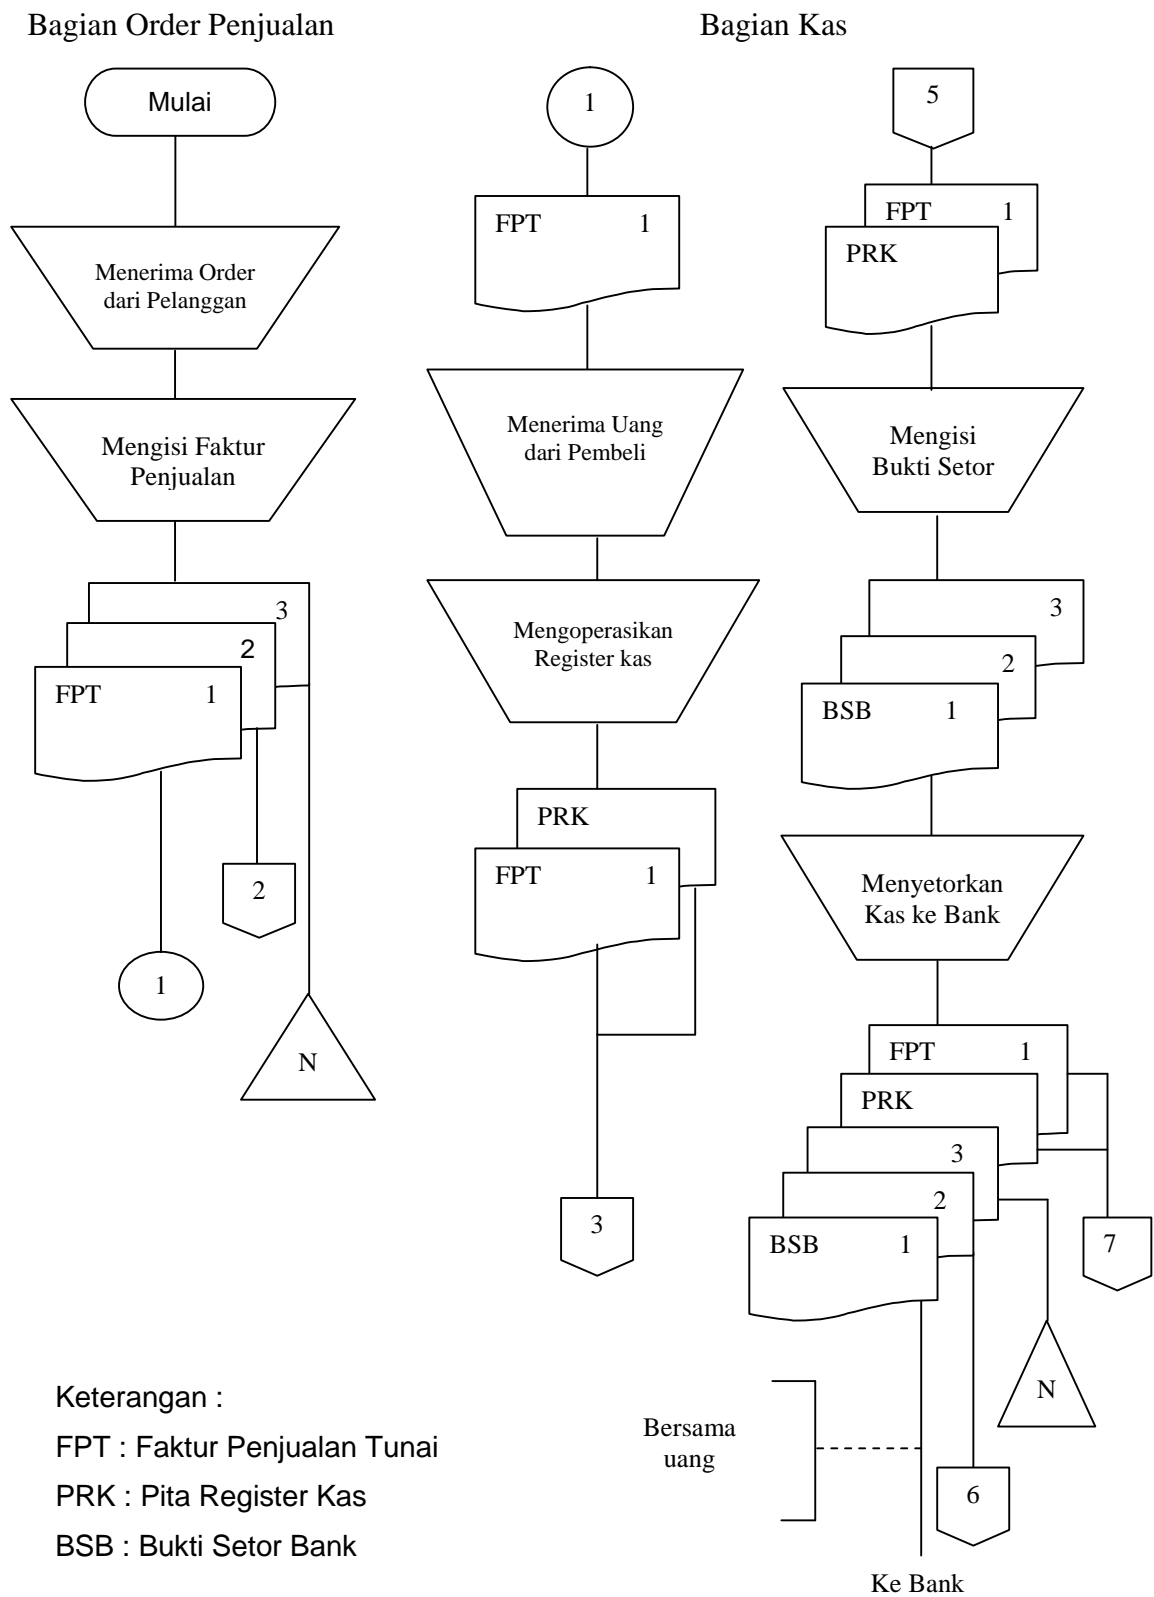 Bagian Order Penjualan
Bagian Kas
Mulai
Menerima Order
dari Pelanggan
Mengisi Faktur
Penjualan
3
2
FPT 1
2
1
N
1
FPT 1
Menerima Uang
dari Pembeli
Mengoperasikan
Register kas
PRK
FPT 1
3
5
FPT 1
PRK
Mengisi
Bukti Setor
3
2
BSB 1
Menyetorkan
Kas ke Bank
FPT 1
PRK
3
2
BSB 1
7
N
6
Bersama
uang
Ke Bank
Keterangan :
FPT : Faktur Penjualan Tunai
PRK : Pita Register Kas
BSB : Bukti Setor Bank